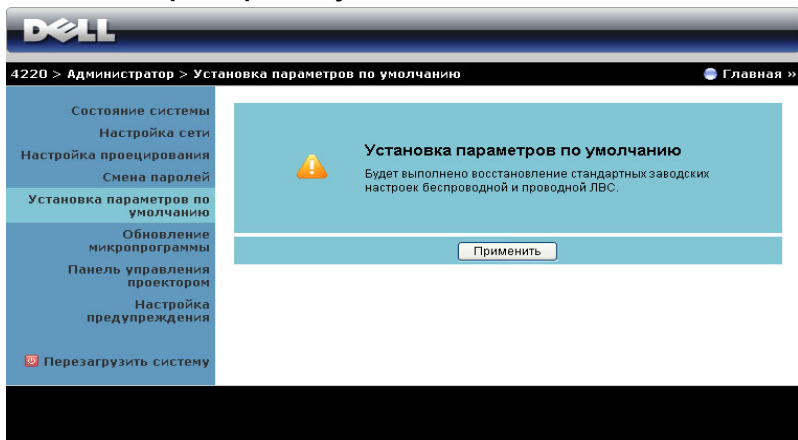 DELL
4220 > Администратор > Установка параметров по умолчанию
Главная »
Состояние системы
Настройка сети
Настройка проецирования
Смена паролей
Установка параметров по
умолчанию
Обновление
микропрограммы
Панель управления
проектором
Настройка
предупреждения
Перезагрузить систему
Установка параметров по умолчанию
Будет выполнено восстановление стандартных заводских
настроек беспроводной и проводной ЛВС.
Применить